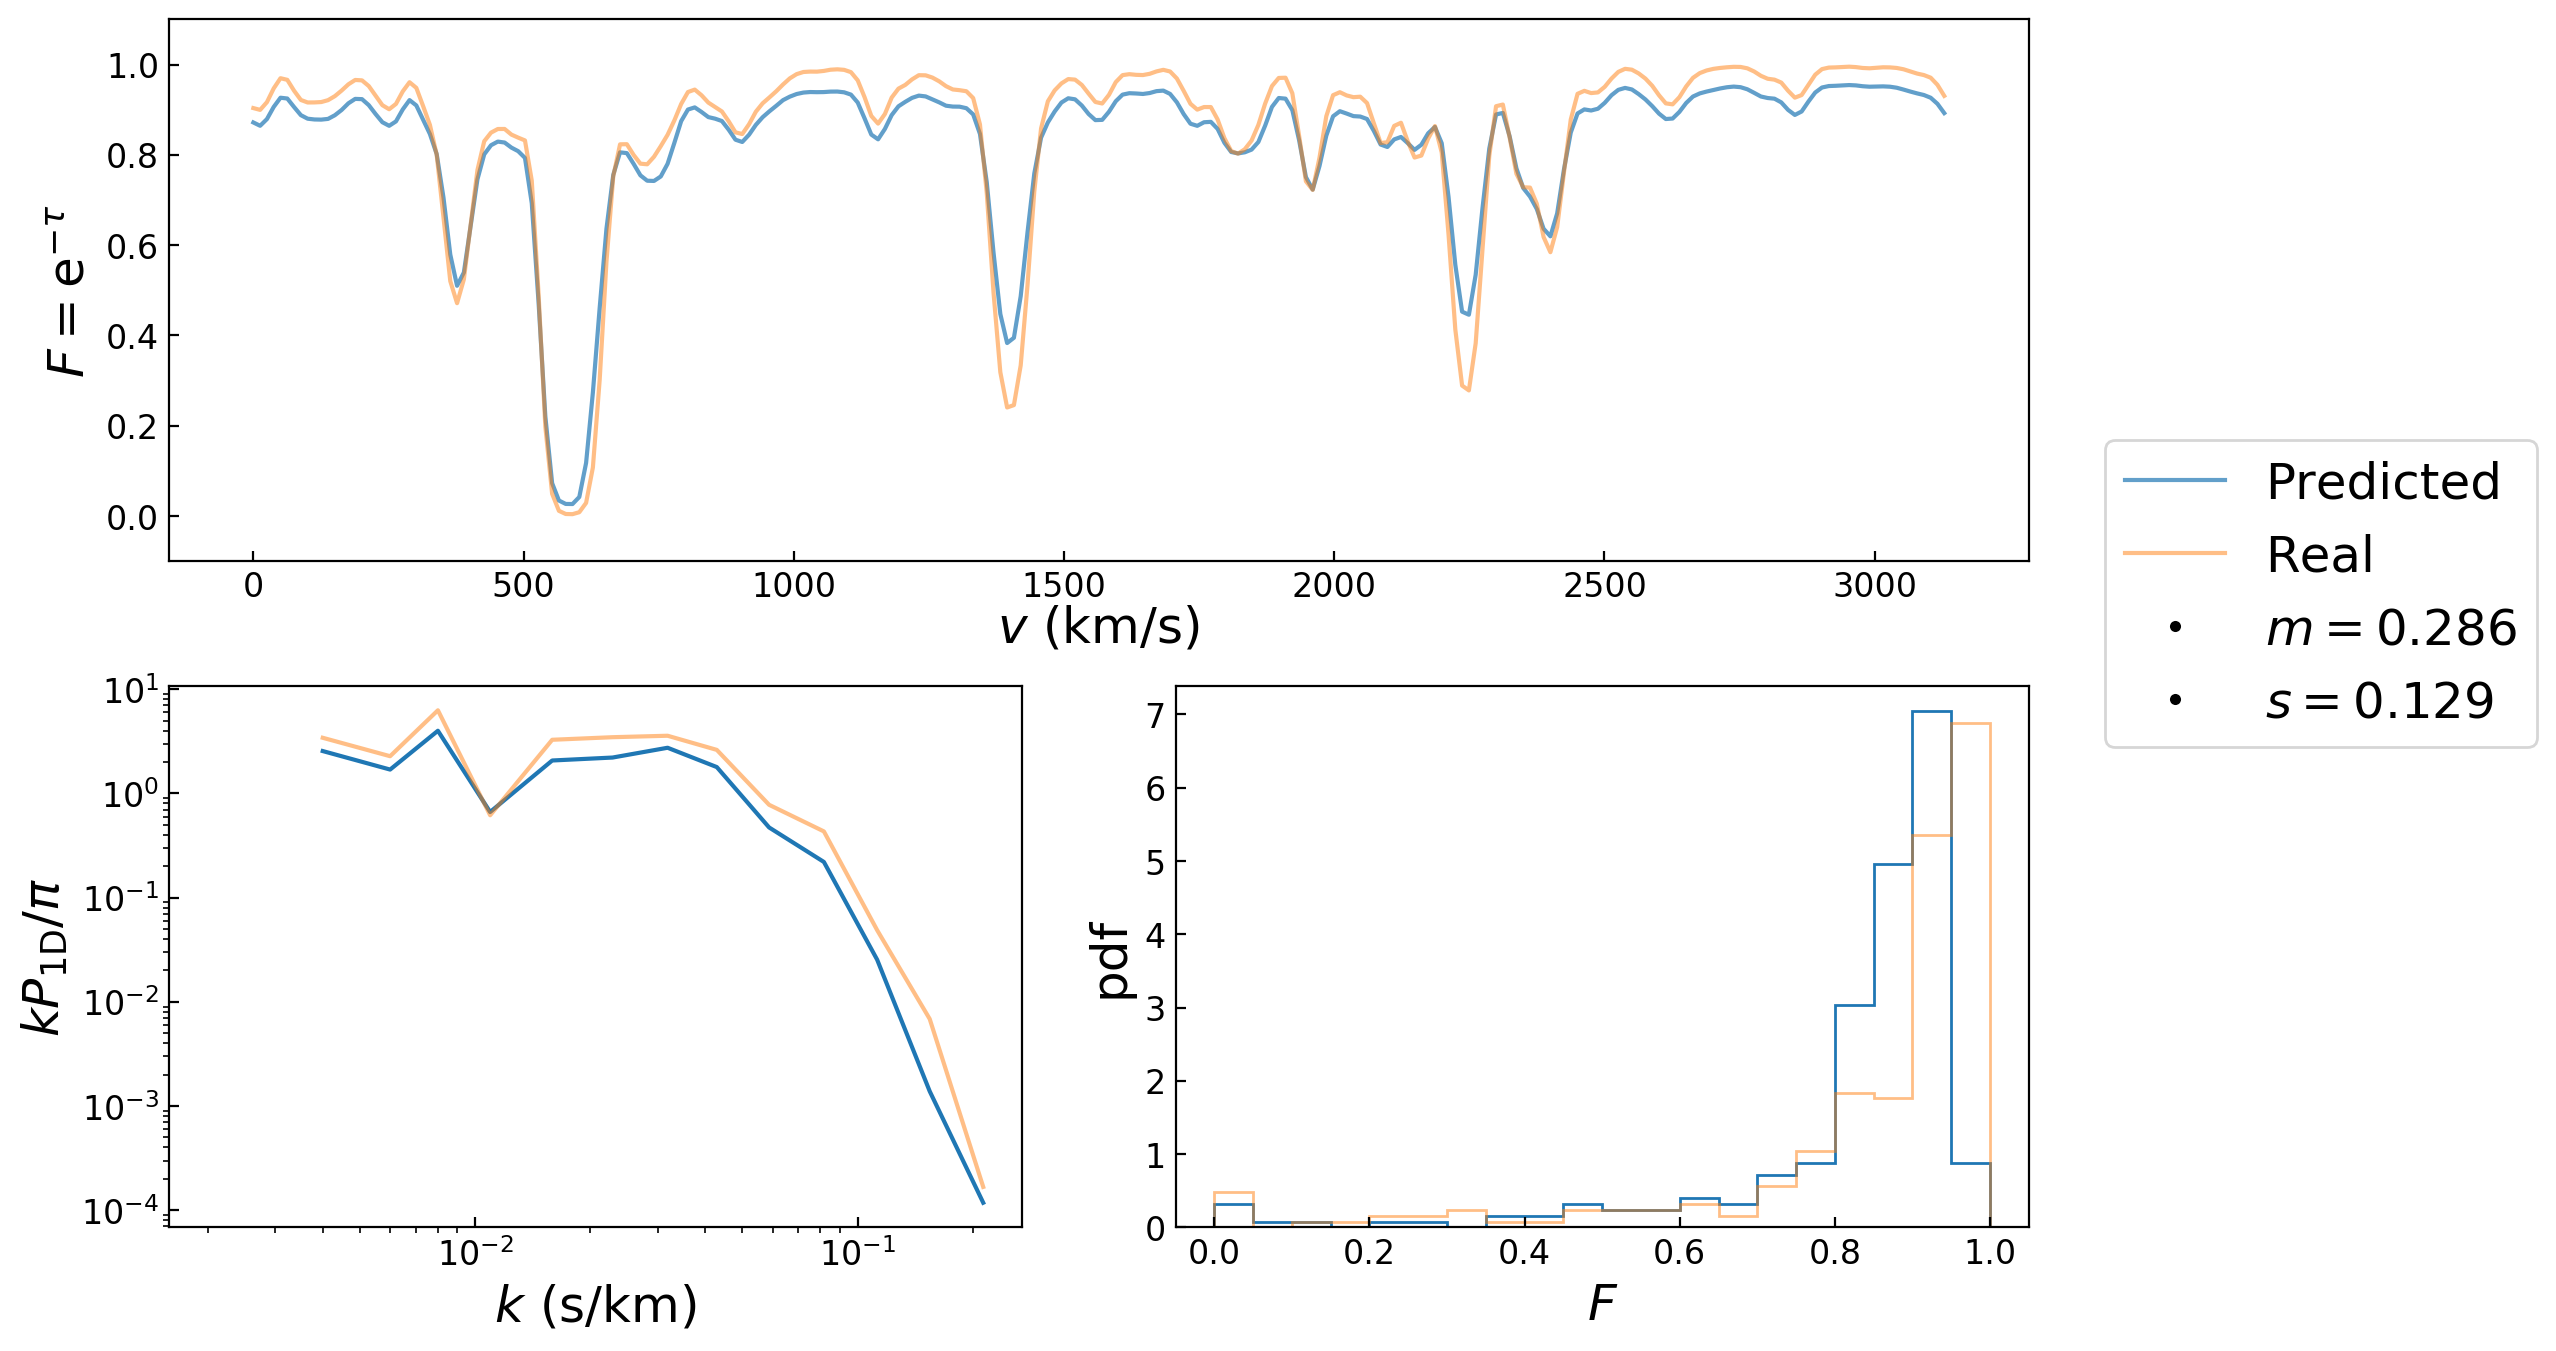 1.0
0.8
0.6
0.4
0.2
0.0
F = e^{−τ}
0 500 1000 1500 2000 2500 3000
v (km/s)
Predicted
Real
m = 0.286
s = 0.129
10^1
10^0
10^{−1}
10^{−2}
10^{−3}
10^{−4}
kP_{1D}/π
10^{−2} 10^{−1}
k (s/km)
7
6
5
4
3
2
1
0
pdf
0.0 0.2 0.4 0.6 0.8 1.0
F